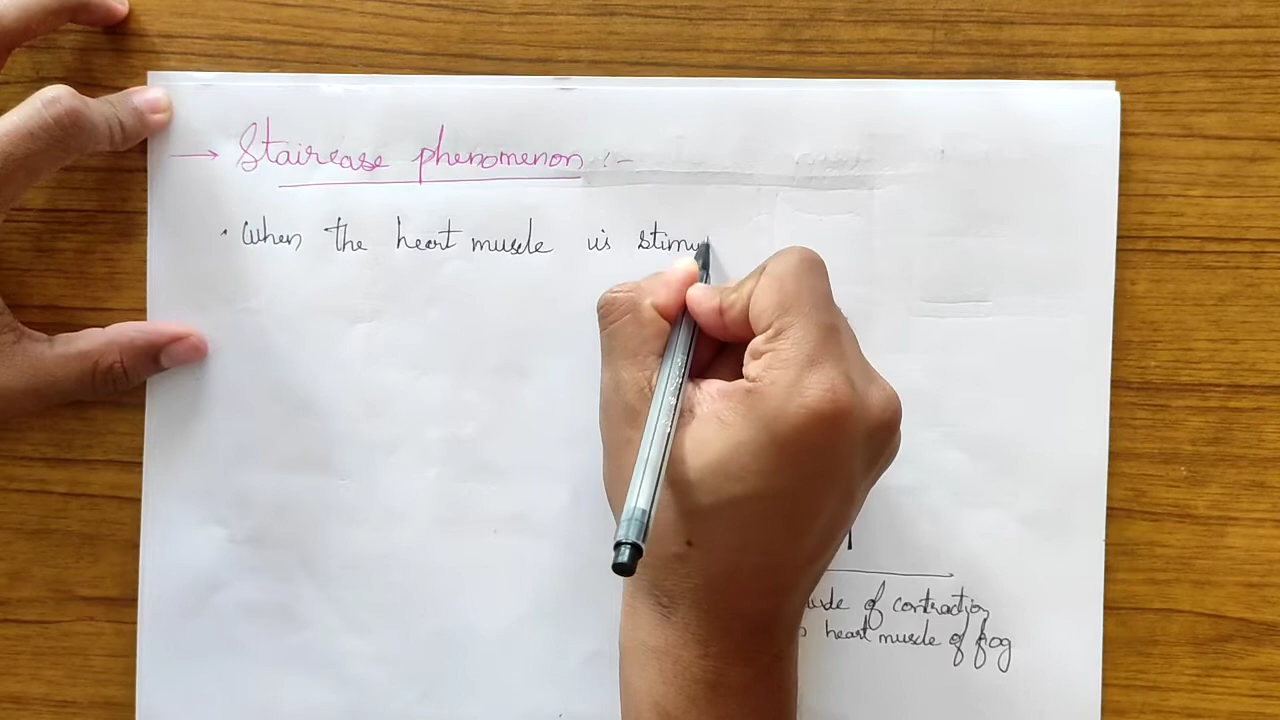 → Staircase phenomenon :-
• When the heart muscle is stimu
of contraction
heart muscle of frog